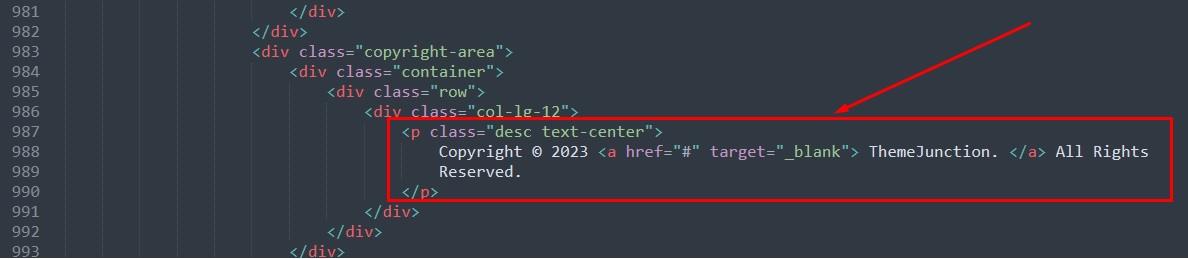 981 </div>
982 </div>
983 <div class="copyright-area">
984 <div class="container">
985 <div class="row">
986 <div class="col-lg-12">
987 <p class="desc text-center">
988 Copyright © 2023 <a href="#" target="_blank"> ThemeJunction. </a> All Rights
989 Reserved.
990 </p>
991 </div>
992 </div>
993 </div>